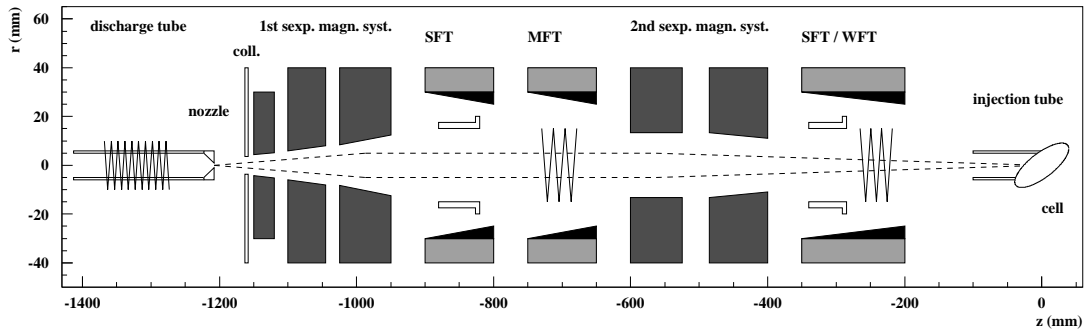 r (mm)
60
discharge tube
1st sexp. magn. syst.
SFT
MFT
2nd sexp. magn. syst.
SFT / WFT
coll.
40
nozzle
injection tube
20
0
-20
cell
-40
-1400
-1200
-1000
-800
-600
-400
-200
0
z (mm)